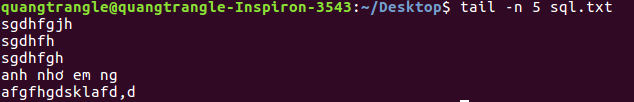 quangtrangle@quangtrangle-Inspiron-3543:~/Desktop$ tail -n 5 sql.txt
sgdhfgjh
sgdhfh
sgdhfgh
anh nhơ em ng
afgfhgdsklafd,d